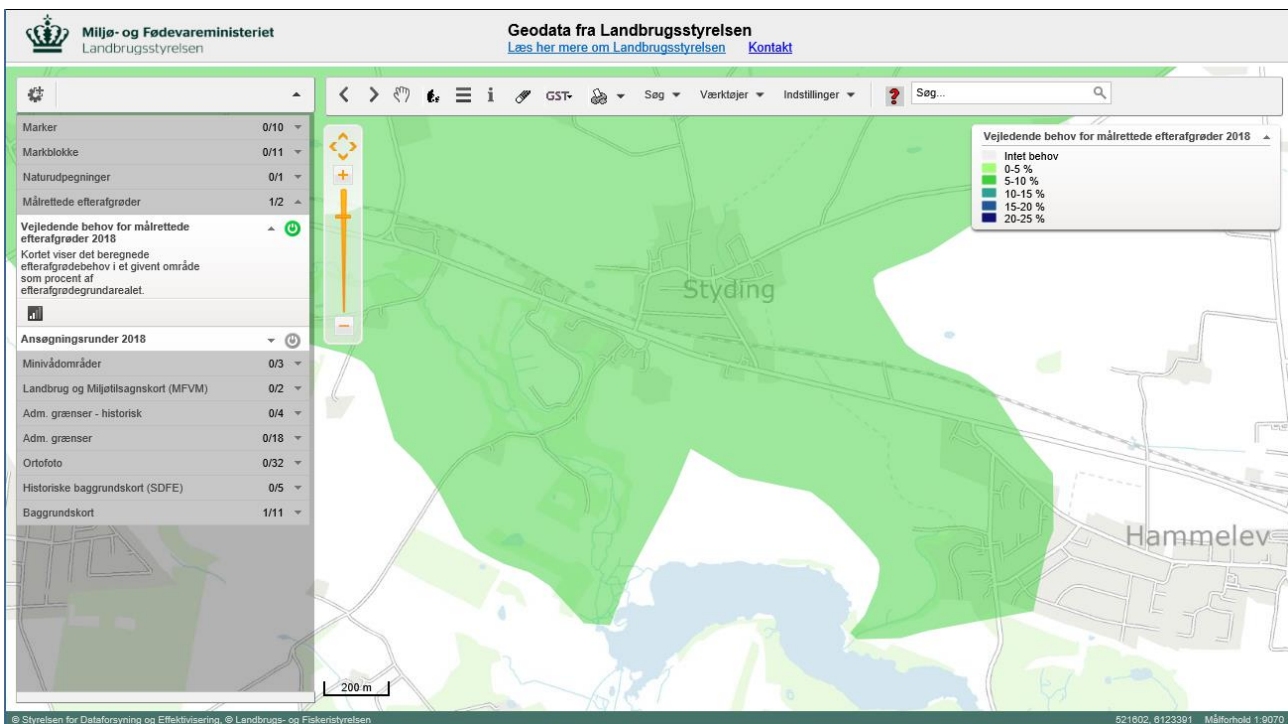 Miljø- og Fødevareministeriet
Landbrugsstyrelsen
Geodata fra Landbrugsstyrelsen
Læs her mere om Landbrugsstyrelsen Kontakt
GST
Søg
Værktøjer
Indstillinger
?
Søg...
Marker 0/10
Markblokke 0/11
Naturudpegninger 0/1
Målrettede efterafgrøder 1/2
Vejledende behov for målrettede
efterafgrøder 2018
Kortet viser det beregnede
efterafgrødebehov i et givent område
som procent af
efterafgrødegrundarealet.
Ansøgningsrunder 2018
Minivådområder 0/3
Landbrug og Miljøtilsagnskort (MFVM) 0/2
Adm. grænser - historisk 0/4
Adm. grænser 0/18
Ortofoto 0/32
Historiske baggrundskort (SDFE) 0/5
Baggrundskort 1/11
Vejledende behov for målrettede efterafgrøder 2018
Intet behov
0-5 %
5-10 %
10-15 %
15-20 %
20-25 %
Styding
Hammelev
200 m
© Styrelsen for Dataforsyning og Effektivisering, © Landbrugs- og Fiskeristyrelsen
521602, 6123391 Målforhold 1:9070